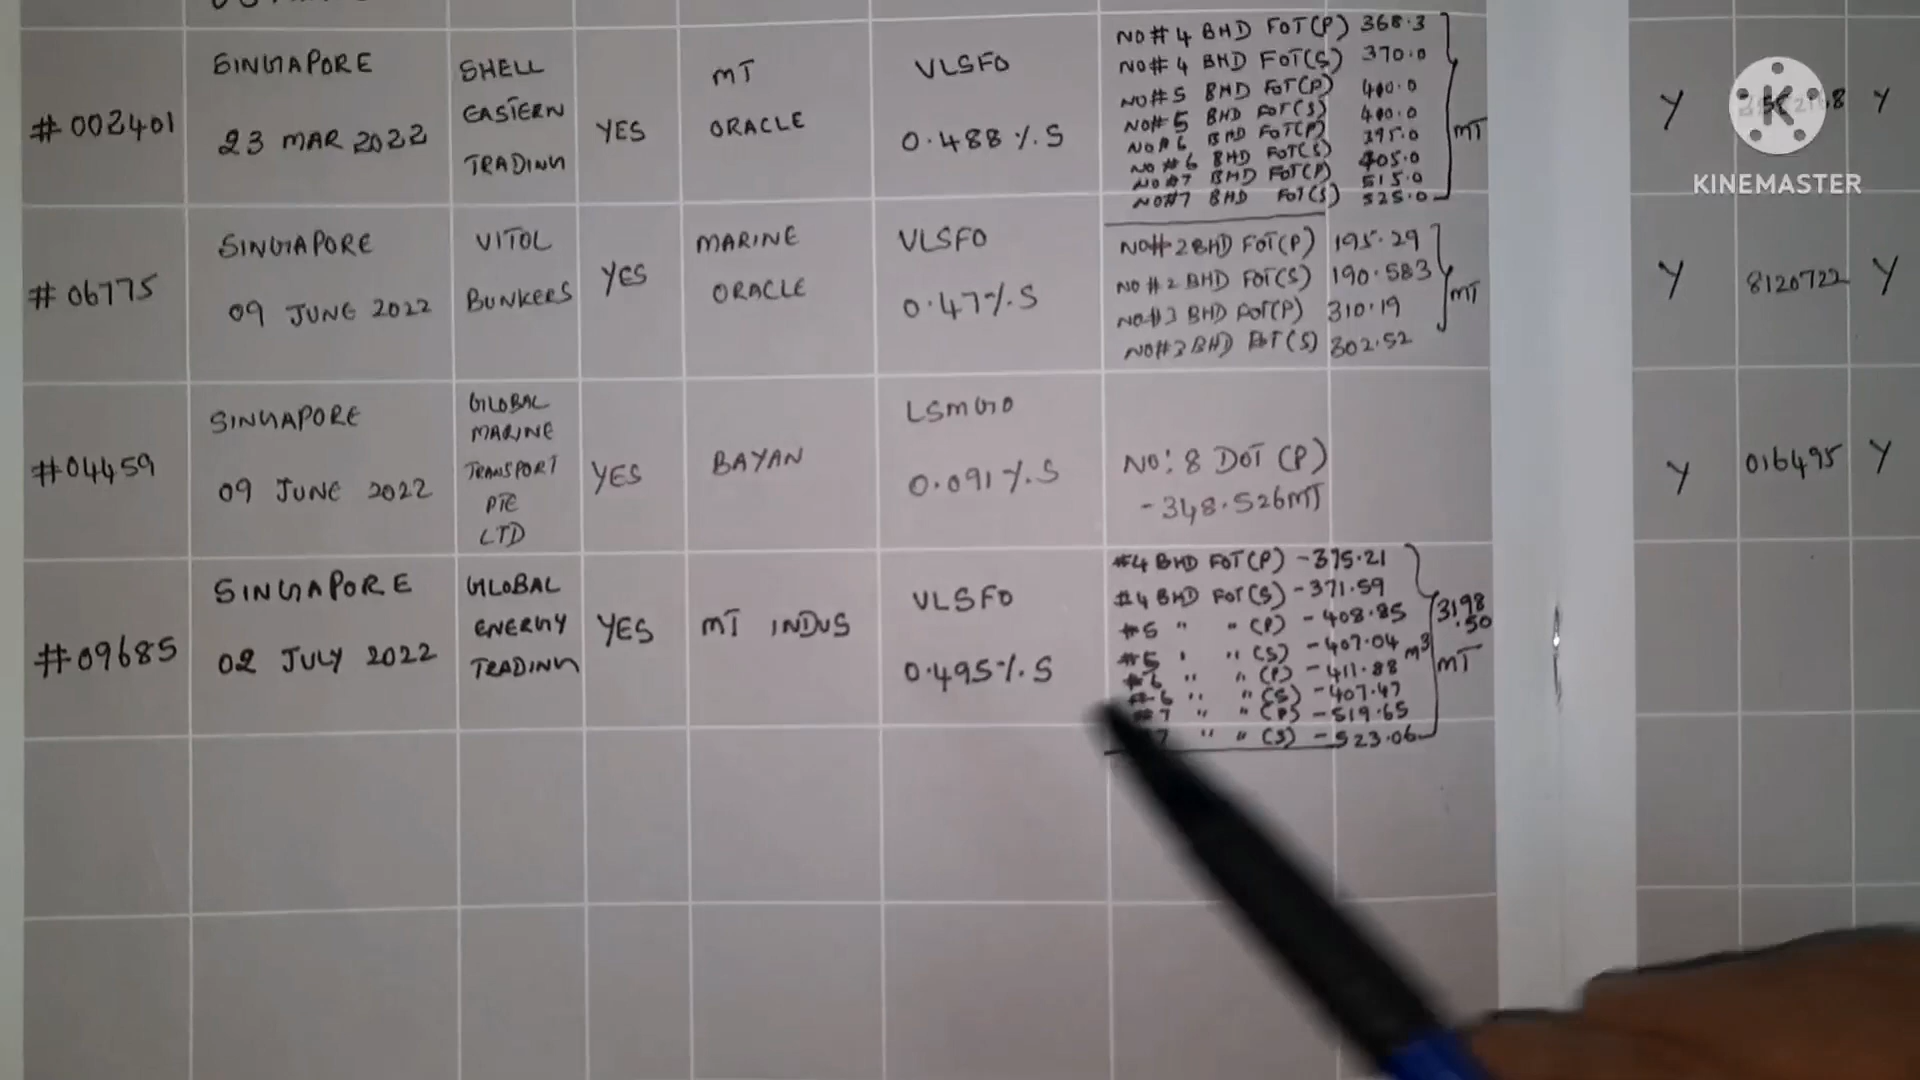 #002401
SINGAPORE
23 MAR 2022
SHELL
EASTERN
TRADING
YES
MT
ORACLE
VLSFO
0.488 %.S
NO# 4 BHD FOT(P) 368.3
NO# 4 BHD FOT(S) 370.0
NO#5 BHD FOT(P) 400.0
NO#5 BHD FOT(S) 400.0
NO#6 BHD FOT(P) 395.0
NO#6 BHD FOT(S) 405.0
NO#7 BHD FOT(P) 515.0
NO#7 BHD FOT(S) 525.0
MT
Y
Y
KINEMASTER
#06775
SINGAPORE
09 JUNE 2022
VITOL
BUNKERS
YES
MARINE
ORACLE
VLSFO
0.47%.S
NO#2 BHD FOT(P) 195.29
NO#2 BHD FOT(S) 190.583
NO#3 BHD FOT(P) 310.19
NO#3 BHD FOT(S) 302.52
MT
Y
8120722
Y
#04459
SINGAPORE
09 JUNE 2022
GLOBAL
MARINE
TRANSPORT
PTE
LTD
YES
BAYAN
LSMGO
0.091%.S
NO: 8 DOT (P)
-348.526MT
Y
016495
Y
#09685
SINGAPORE
02 JULY 2022
GLOBAL
ENERGY
TRADING
YES
MT INDUS
VLSFO
0.495%.S
#4 BHD FOT(P) -375.21
#4 BHD FOT(S) -371.59
#5 " " (P) - 408.85
#5 " " (S) -407.04
#6 " " (P) -411.88
#6 " " (S) -407.47
#7 " " (P) -519.65
7 " " (S) -523.06
m3
3198
.50
MT